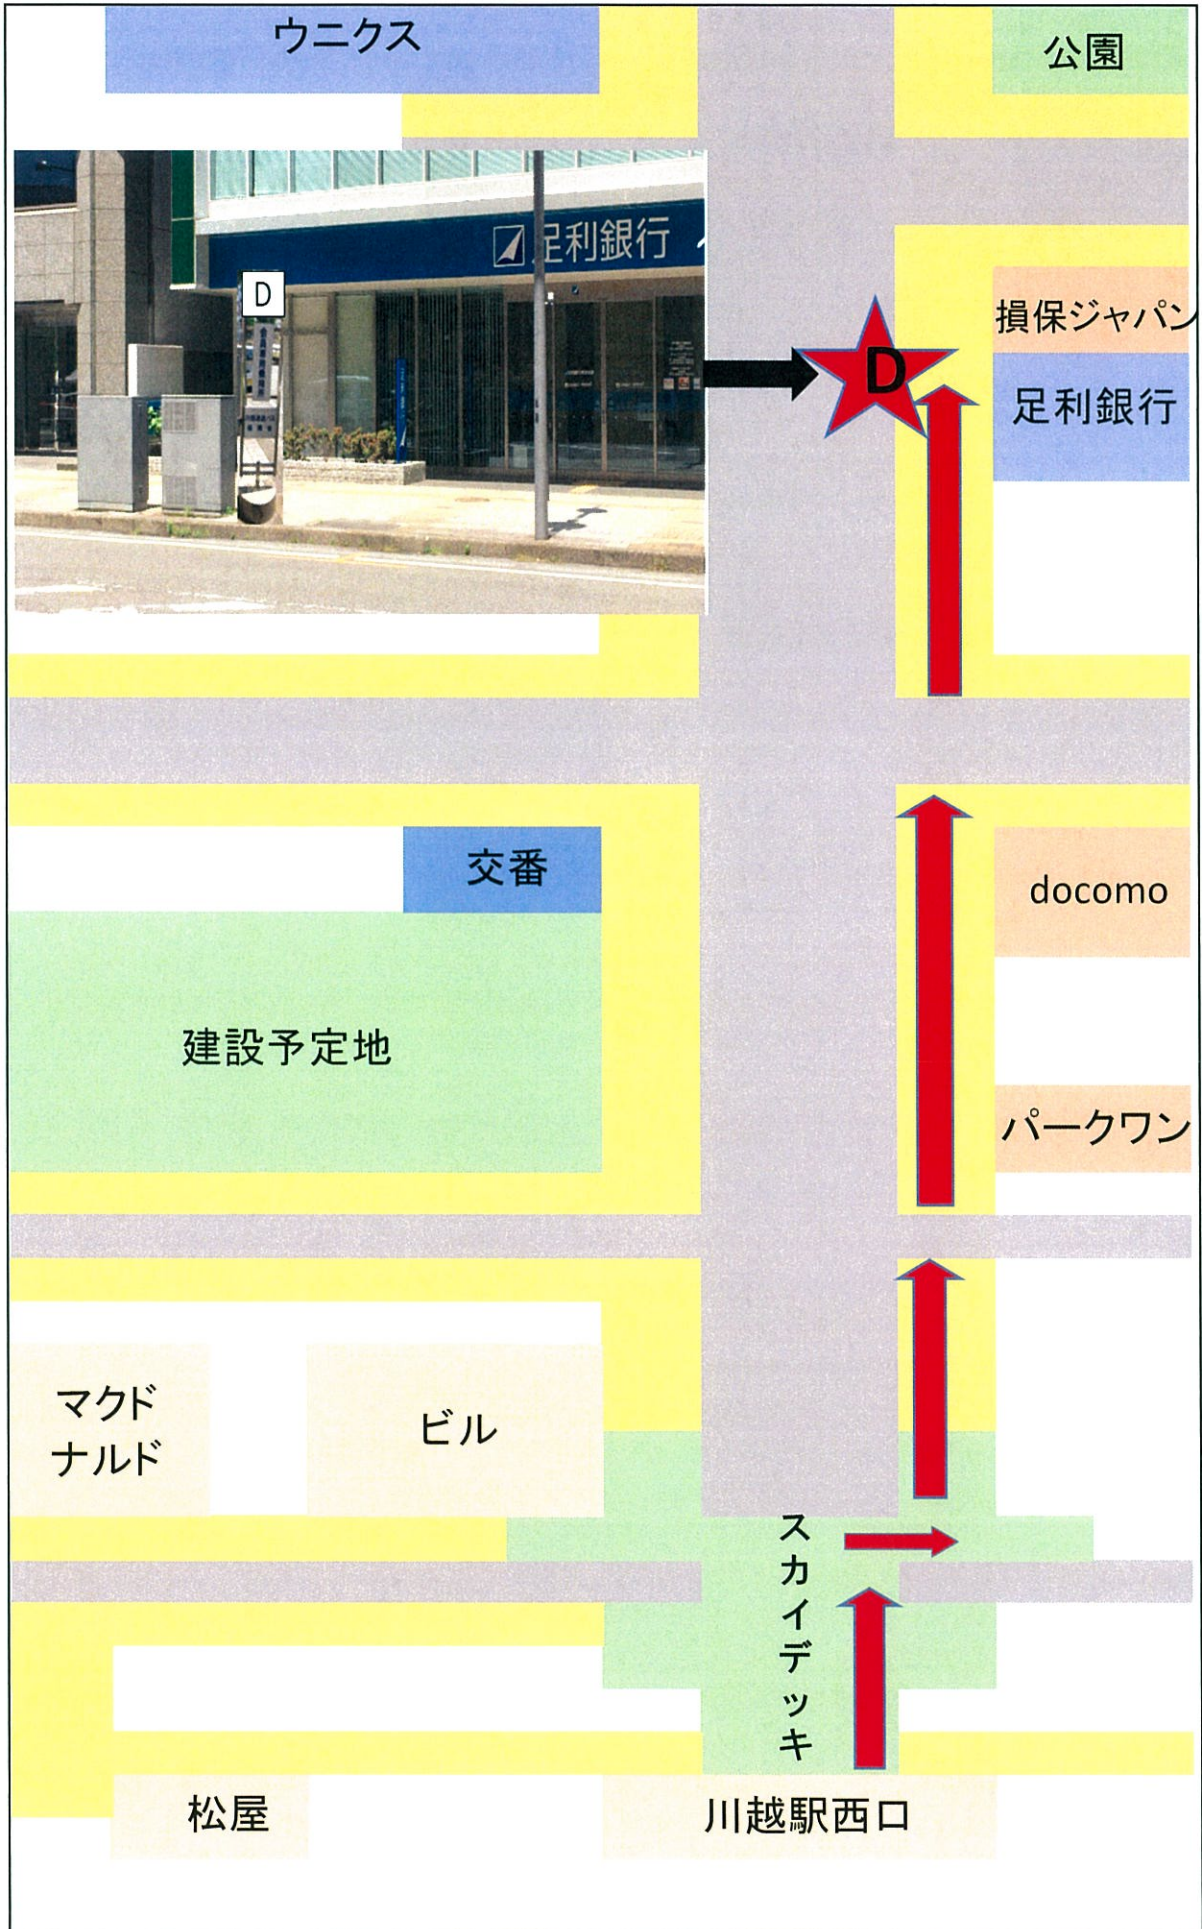 ウニクス
公園
足利銀行
D
損保ジャパン
D
足利銀行
交番
docomo
建設予定地
パークワン
マクド
ナルド
ビル
スカイデッキ
松屋
川越駅西口